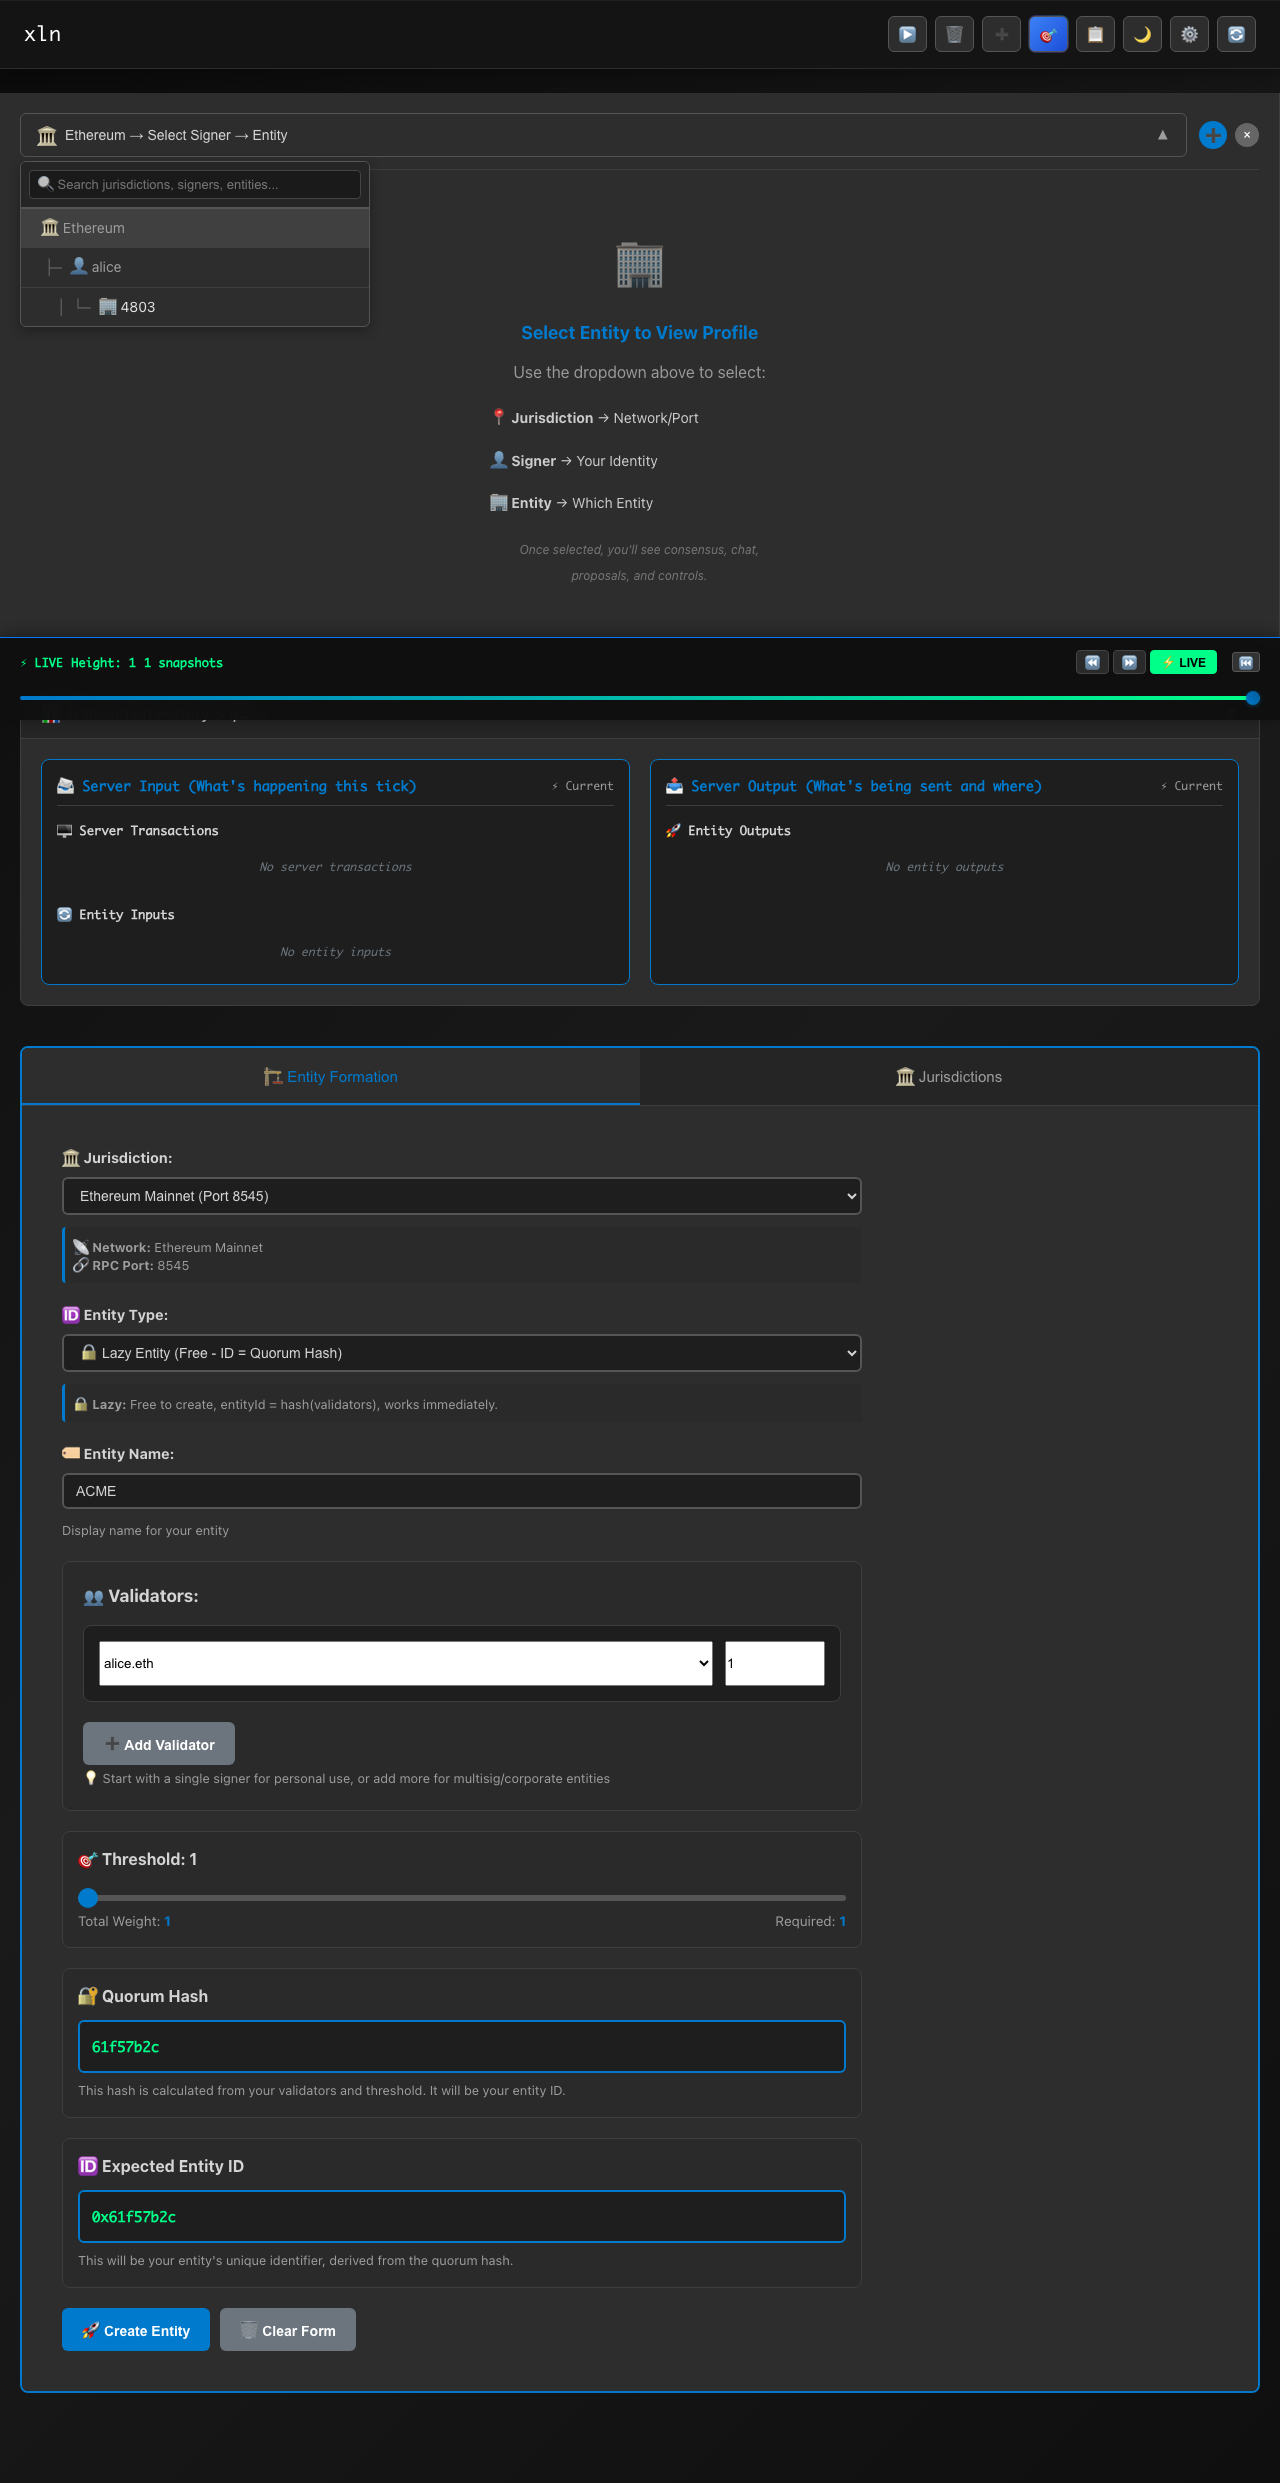 xln
Ethereum → Select Signer → Entity
Search jurisdictions, signers, entities...
Ethereum
├─ alice
│ └─ 4803
Select Entity to View Profile
Use the dropdown above to select:
📍 Jurisdiction → Network/Port
👤 Signer → Your Identity
🏢 Entity → Which Entity
Once selected, you'll see consensus, chat,
proposals, and controls.
⚡ LIVE Height: 1 1 snapshots
⚡ LIVE
Server Input (What's happening this tick)
⚡ Current
Server Transactions
No server transactions
Entity Inputs
No entity inputs
Server Output (What's being sent and where)
⚡ Current
Entity Outputs
No entity outputs
Entity Formation
Jurisdictions
Jurisdiction:
Ethereum Mainnet (Port 8545)
Network: Ethereum Mainnet
RPC Port: 8545
🆔 Entity Type:
Lazy Entity (Free - ID = Quorum Hash)
Lazy: Free to create, entityId = hash(validators), works immediately.
Entity Name:
ACME
Display name for your entity
Validators:
alice.eth
1
➕ Add Validator
Start with a single signer for personal use, or add more for multisig/corporate entities
Threshold: 1
Total Weight: 1
Required: 1
Quorum Hash
61f57b2c
This hash is calculated from your validators and threshold. It will be your entity ID.
🆔 Expected Entity ID
0x61f57b2c
This will be your entity's unique identifier, derived from the quorum hash.
Create Entity
Clear Form